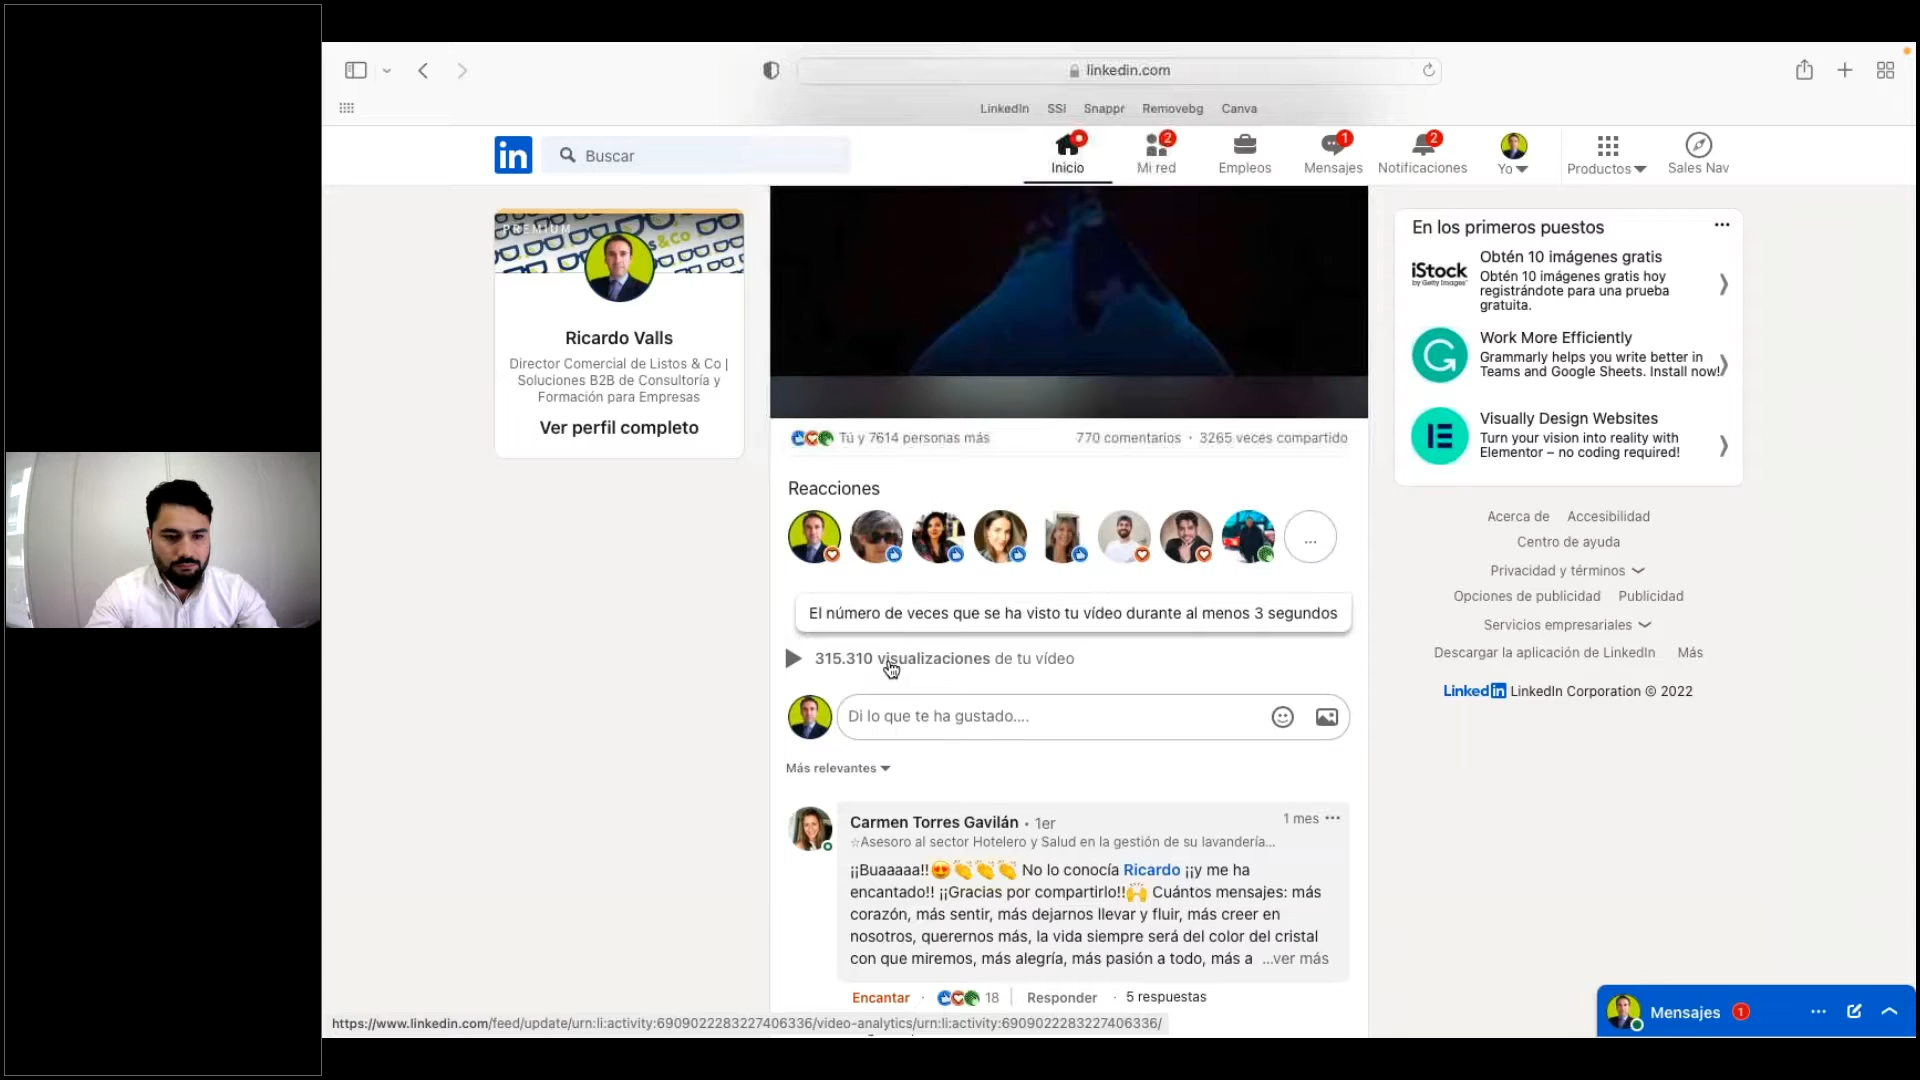 linkedin.com
LinkedIn SSI Snappr Removebg Canva
in
Buscar
Inicio
2
Mi red
Empleos
1
Mensajes
2
Notificaciones
Yo
Productos
Sales Nav
PREMIUM
s&co
Ricardo Valls
Director Comercial de Listos & Co |
Soluciones B2B de Consultoría y
Formación para Empresas
Ver perfil completo
Tú y 7614 personas más
770 comentarios · 3265 veces compartido
Reacciones
...
El número de veces que se ha visto tu vídeo durante al menos 3 segundos
315.310 visualizaciones de tu vídeo
Di lo que te ha gustado....
Más relevantes
Carmen Torres Gavilán · 1er
1 mes ···
☆Asesoro al sector Hotelero y Salud en la gestión de su lavandería...
¡¡Buaaaaa!!😍👏👏👏 No lo conocía Ricardo ¡¡y me ha
encantado!! ¡¡Gracias por compartirlo!!🙌 Cuántos mensajes: más
corazón, más sentir, más dejarnos llevar y fluir, más creer en
nosotros, querernos más, la vida siempre será del color del cristal
con que miremos, más alegría, más pasión a todo, más a ...ver más
Encantar · 18 | Responder · 5 respuestas
https://www.linkedin.com/feed/update/urn:li:activity:6909022283227406336/video-analytics/urn:li:activity:6909022283227406336/
En los primeros puestos
···
iStock
by Getty Images
Obtén 10 imágenes gratis
Obtén 10 imágenes gratis hoy
registrándote para una prueba
gratuita.
Work More Efficiently
Grammarly helps you write better in
Teams and Google Sheets. Install now!
Visually Design Websites
Turn your vision into reality with
Elementor – no coding required!
Acerca de Accesibilidad
Centro de ayuda
Privacidad y términos
Opciones de publicidad Publicidad
Servicios empresariales
Descargar la aplicación de LinkedIn Más
LinkedIn LinkedIn Corporation © 2022
Mensajes 1 ···